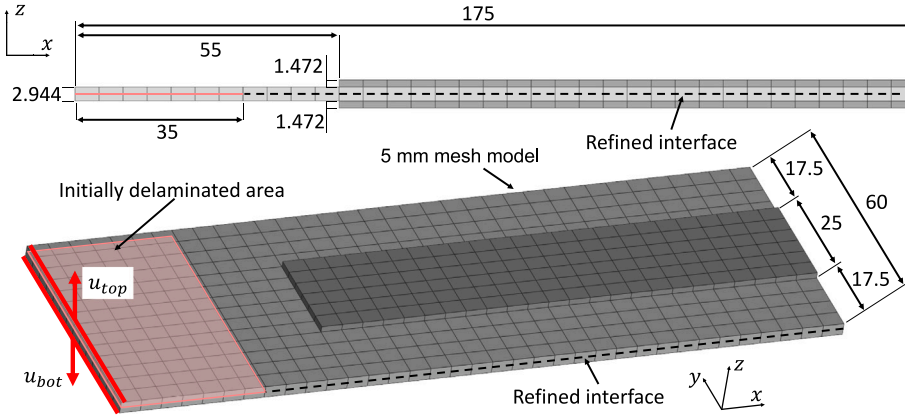 z
x
175
55
1.472
2.944
35
1.472
Refined interface
5 mm mesh model
Initially delaminated area
17.5
60
25
17.5
u_top
u_bot
Refined interface
y
z
x